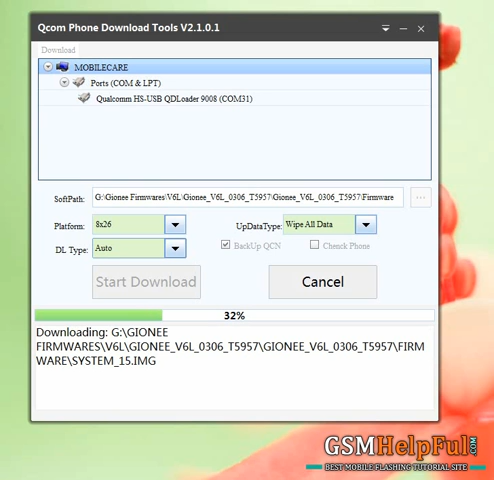 Qcom Phone Download Tools V2.1.0.1
Download
MOBILECARE
Ports (COM & LPT)
Qualcomm HS-USB QDLoader 9008 (COM31)
SoftPath: G:\Gionee Firmwares\V6L\Gionee_V6L_0306_T5957\Gionee_V6L_0306_T5957\Firmware ...
Platform: 8x26 UpDataType: Wipe All Data
DL Type: Auto BackUp QCN Chenck Phone
Start Download Cancel
32%
Downloading: G:\GIONEE
FIRMWARES\V6L\GIONEE_V6L_0306_T5957\GIONEE_V6L_0306_T5957\FIRM
WARE\SYSTEM_15.IMG
GSMHelpFul.COM
BEST MOBILE FLASHING TUTORIAL SITE